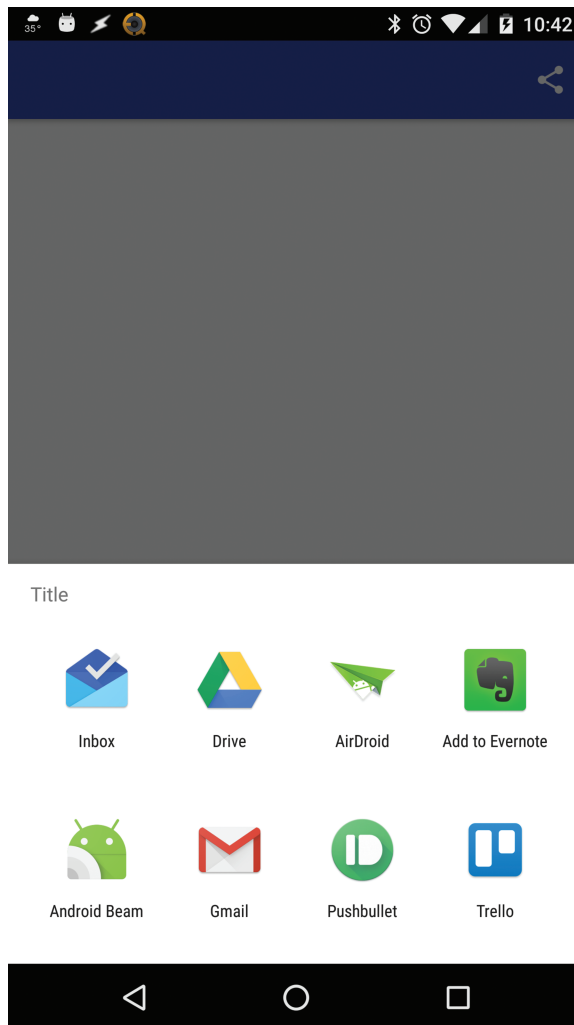 35°
10:42
Title
Inbox
Drive
AirDroid
Add to Evernote
Android Beam
Gmail
Pushbullet
Trello